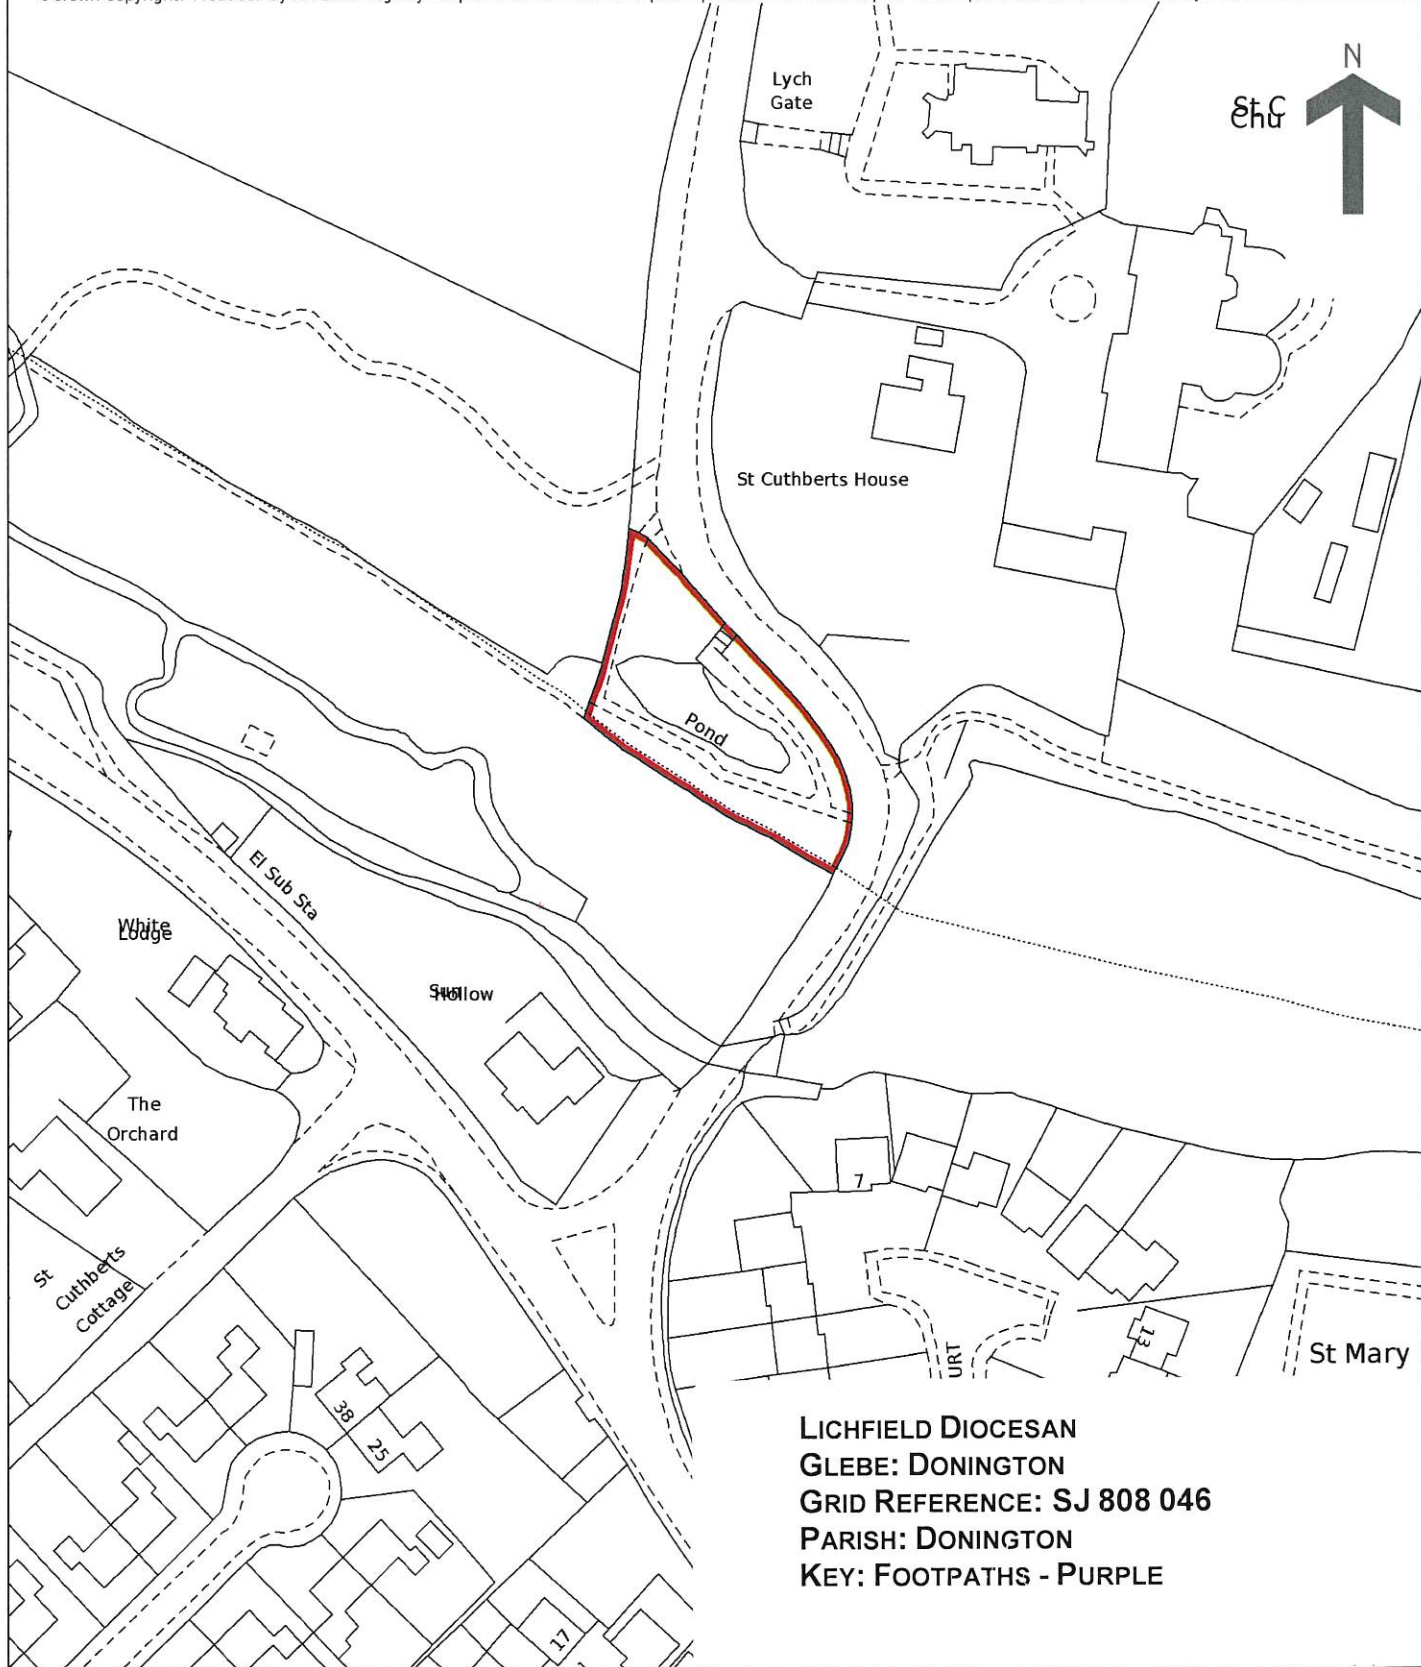 Lych
Gate
N
St C
Chu
St Cuthberts House
Pond
El Sub Sta
White
Lodge
Sun
Hollow
The
Orchard
St
Cuthberts
Cottage
7
13
URT
St Mary
38
25
17
LICHFIELD DIOCESAN
GLEBE: DONINGTON
GRID REFERENCE: SJ 808 046
PARISH: DONINGTON
KEY: FOOTPATHS - PURPLE